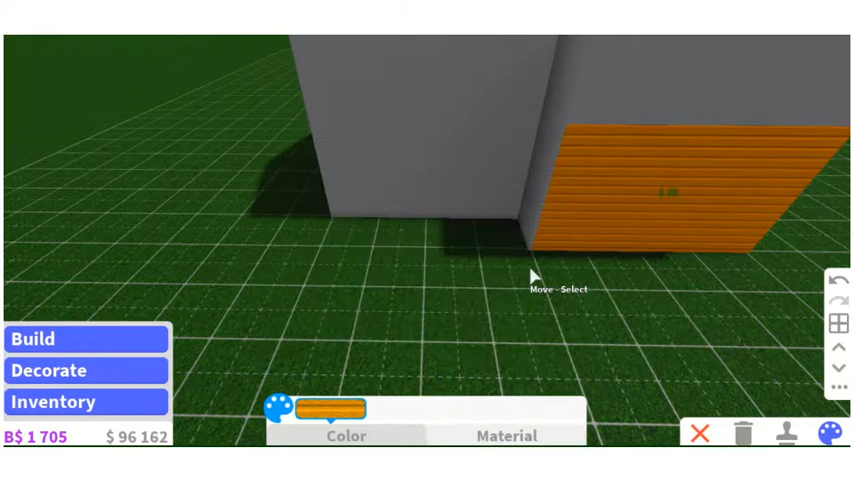 Move - Select
Build
Decorate
Inventory
B$ 1 705
$ 96 162
Color
Material